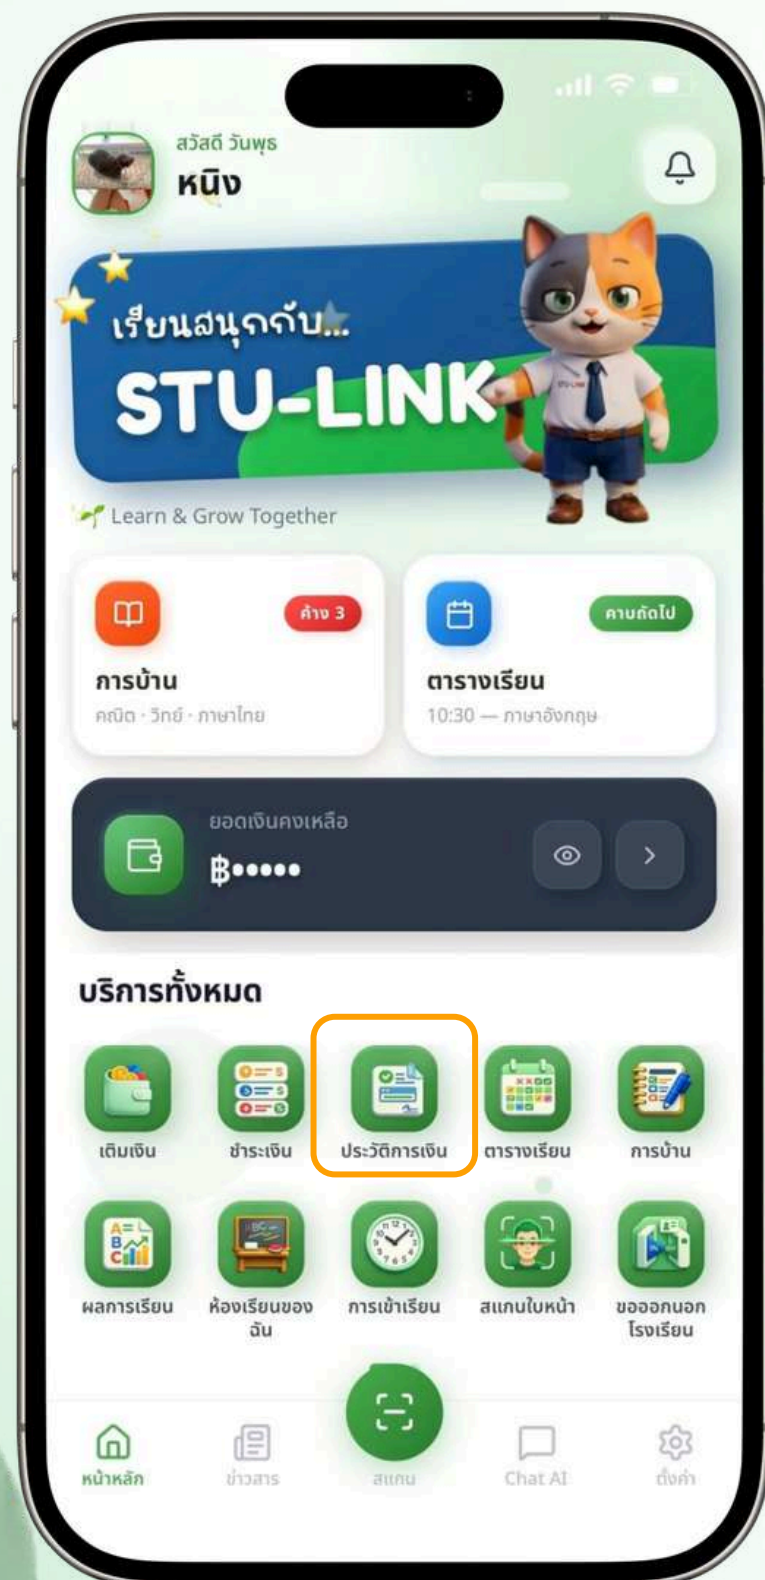 สวัสดี วันพุธ
หนิง
เรียนสนุกกับ...
STU-LINK
Learn & Grow Together
ค้าง 3
คาบถัดไป
การบ้าน
ตารางเรียน
คณิต · วิทย์ · ภาษาไทย
10:30 — ภาษาอังกฤษ
ยอดเงินคงเหลือ
฿•••••
บริการทั้งหมด
เติมเงิน
ชำระเงิน
ประวัติการเงิน
ตารางเรียน
การบ้าน
ผลการเรียน
ห้องเรียนของ
ฉัน
การเข้าเรียน
สแกนใบหน้า
ขอออกนอก
โรงเรียน
หน้าหลัก
ข่าวสาร
สแกน
Chat AI
ตั้งค่า